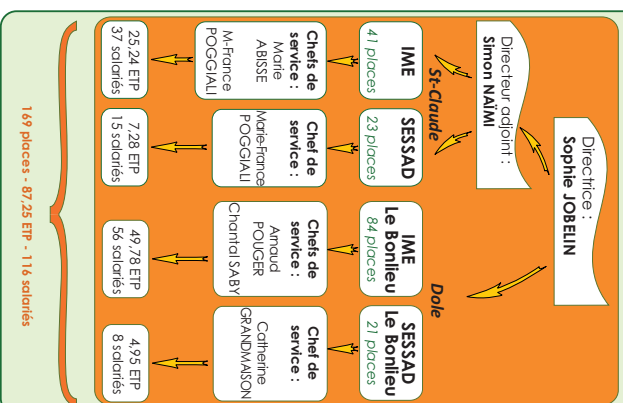 Directrice :
Sophie JOBELIN
Directeur adjoint :
Simon NAÏMI
St-Claude
Dole
IME
41 places
SESSAD
23 places
IME
Le Bonlieu
84 places
SESSAD
Le Bonlieu
21 places
Chefs de
service :
Marie
ABISSE
M-France
POGGIALI
Chef de
service :
Marie-France
POGGIALI
Chefs de
service :
Arnaud
POUGER
Chantal SABY
Chef de
service :
Catherine
GRANDMAISON
25,24 ETP
37 salariés
7,28 ETP
15 salariés
49,78 ETP
56 salariés
4,95 ETP
8 salariés
169 places - 87,25 ETP - 116 salariés